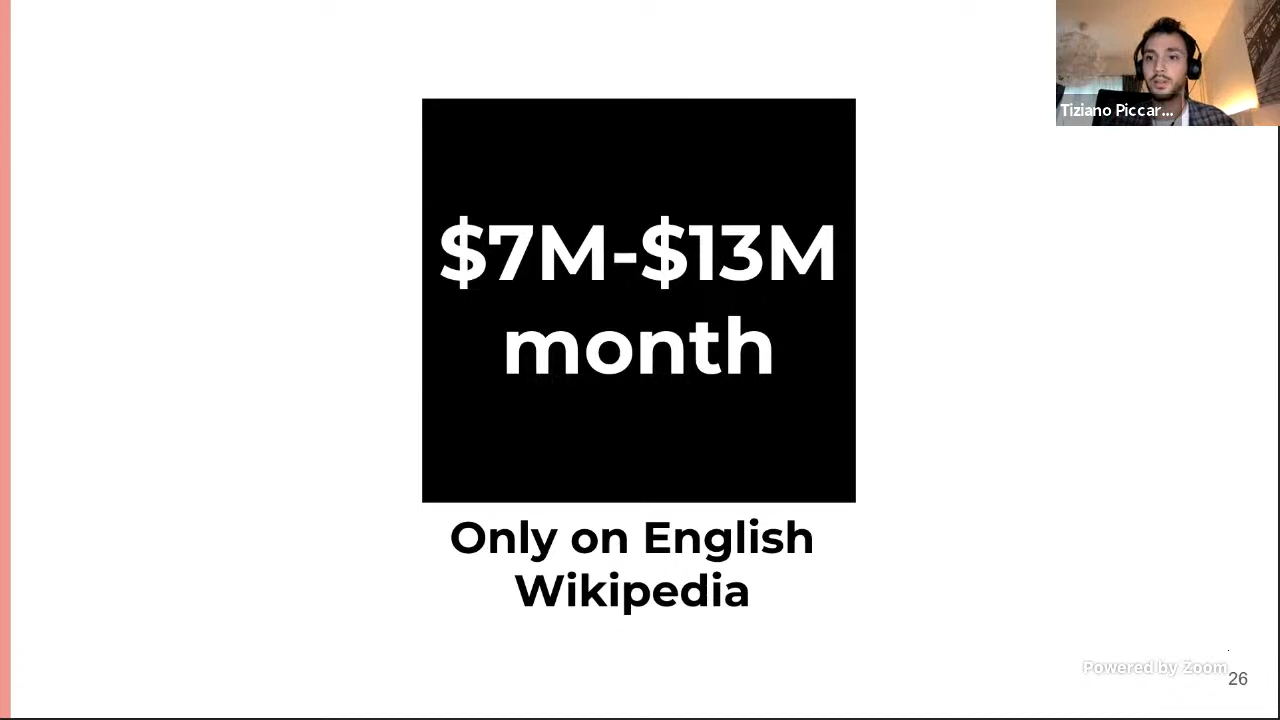 Tiziano Piccar...
$7M-$13M
month
Only on English
Wikipedia
Powered by Zoom
26